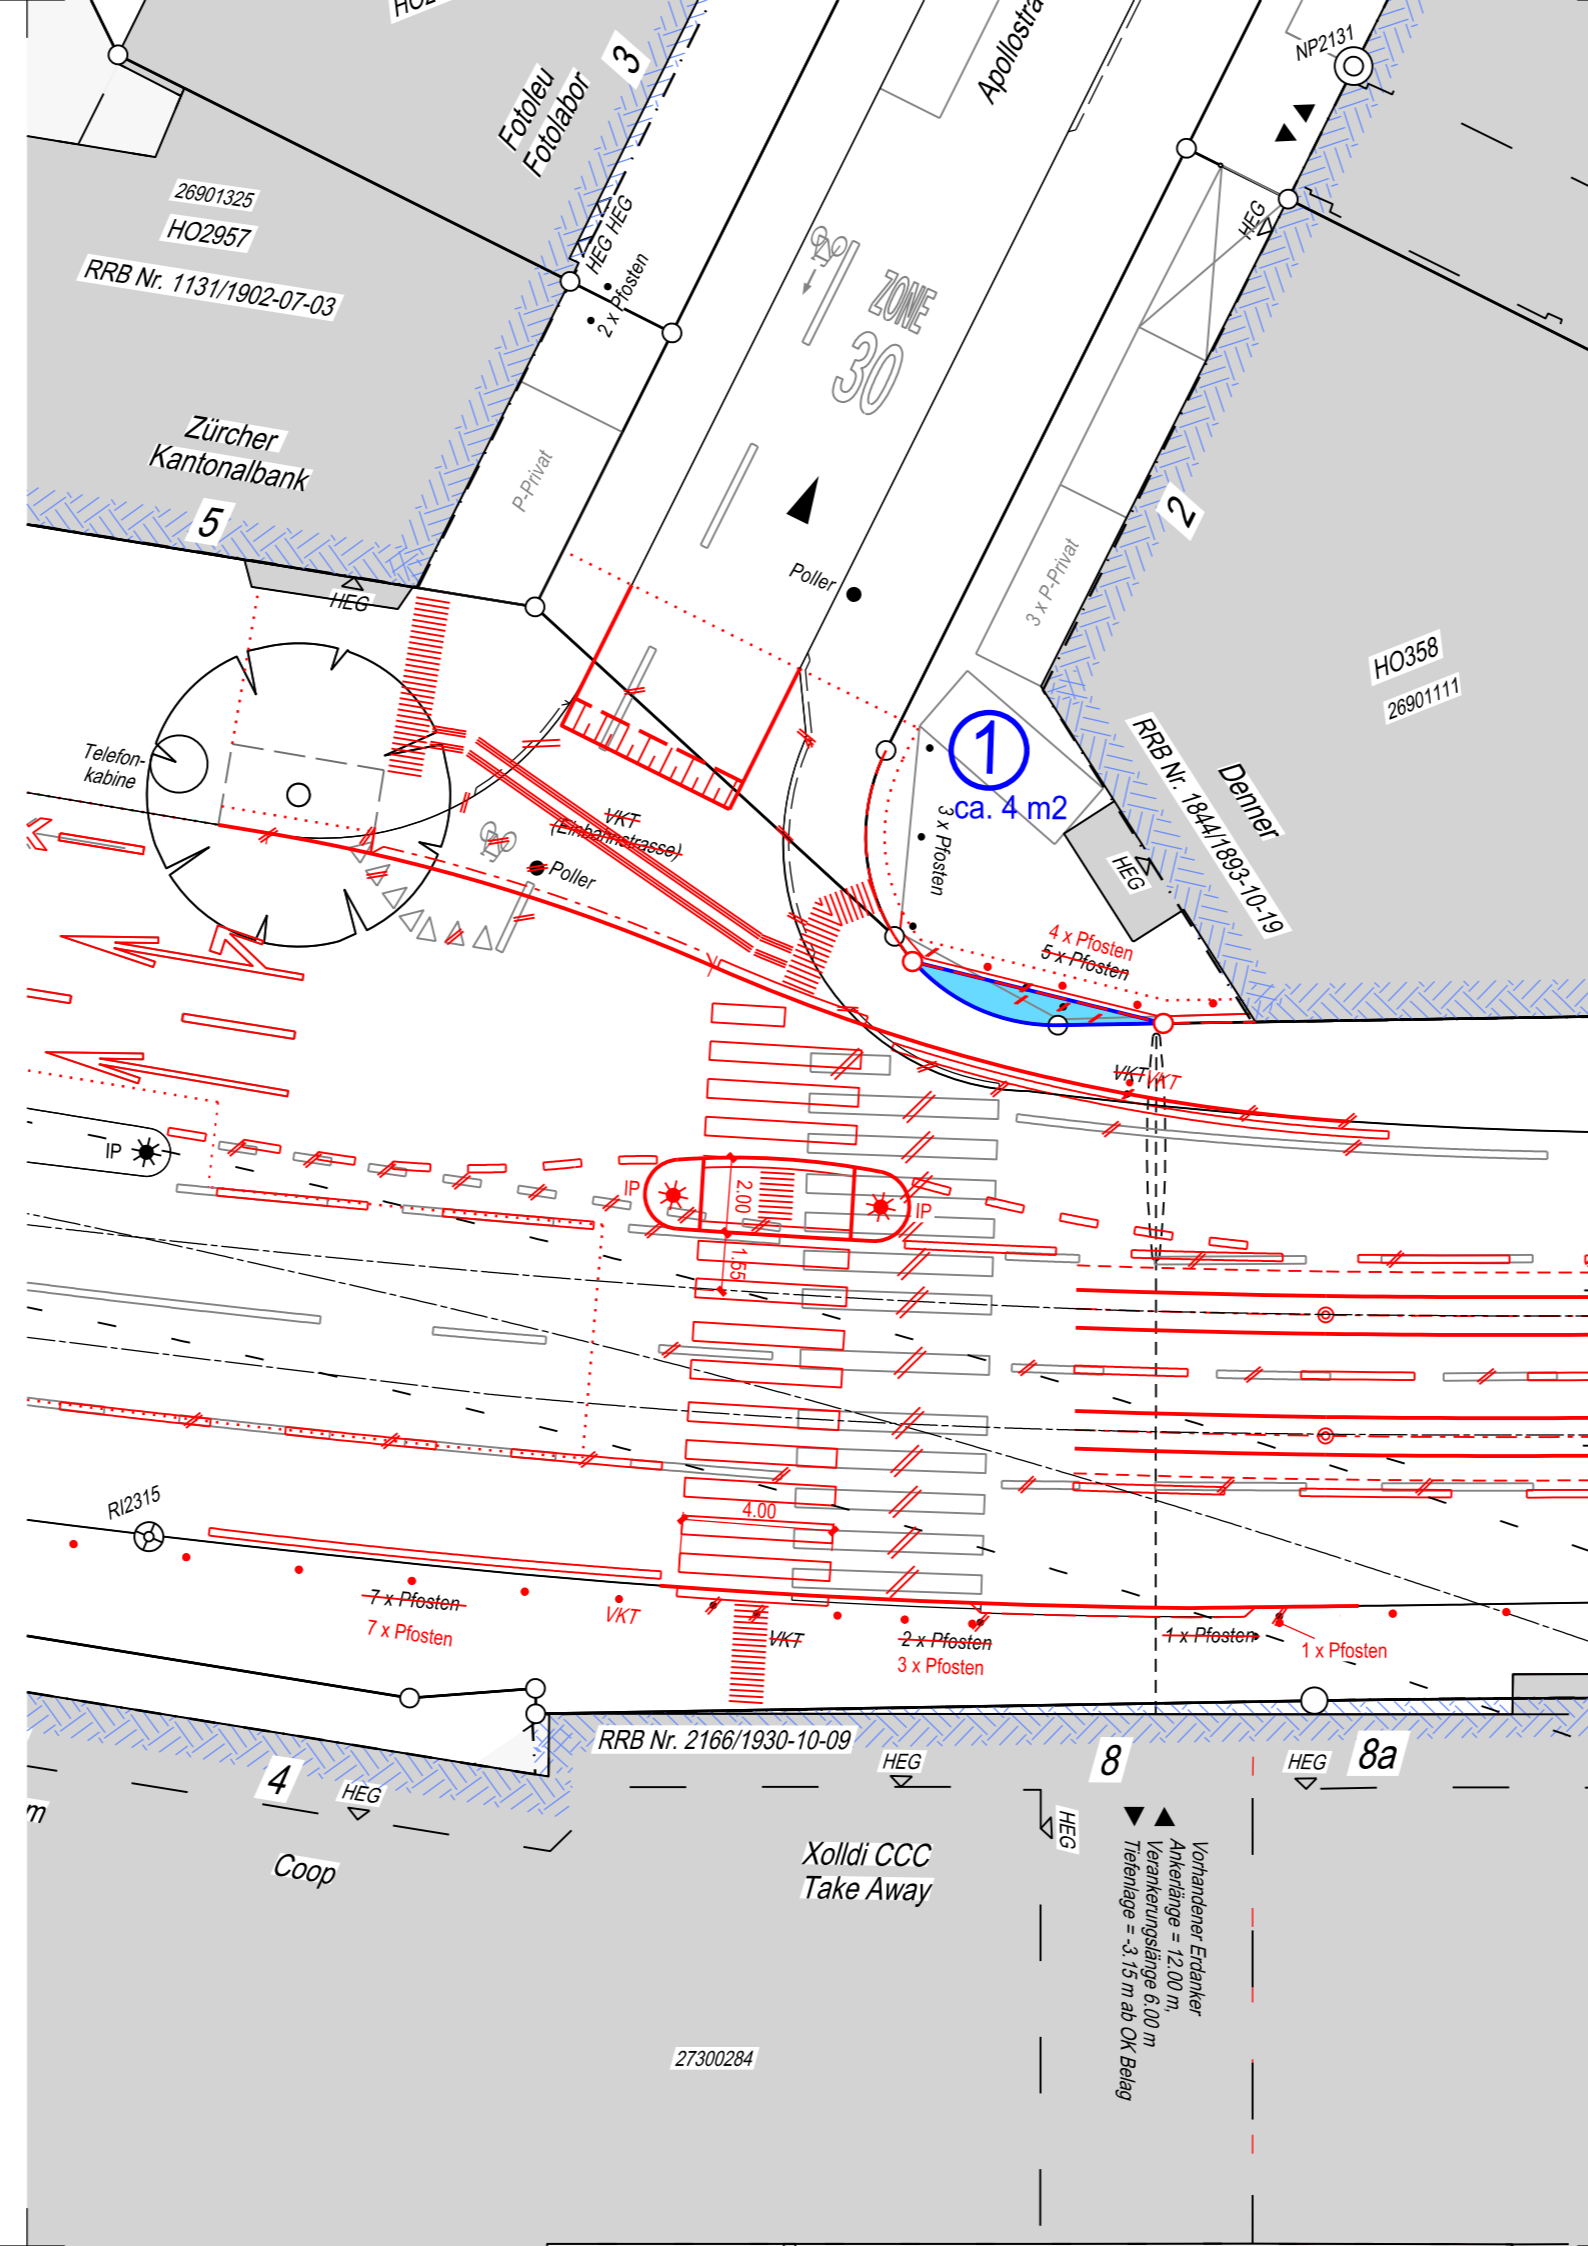 3
Fotoleu
Fotolabor
NP2131
26901325
HO2957
RRB Nr. 1131/1902-07-03
HEG HEG
2 x Pfosten
HEG
ZONE
30
Zürcher
Kantonalbank
5
P-Privat
2
HEG
Poller
3 x P-Privat
HO358
26901111
1
ca. 4 m2
RRB Nr. 1844/1893-10-19
Denner
Telefon-
kabine
VKT
(Einbahnstrasse)
Poller
3 x Pfosten
HEG
4 x Pfosten
5 x Pfosten
VKT VKT
IP
IP
IP
2.00
1.55
4.00
RI2315
7 x Pfosten
7 x Pfosten
VKT
VKT
2 x Pfosten
3 x Pfosten
1 x Pfosten
1 x Pfosten
RRB Nr. 2166/1930-10-09
4
HEG
HEG
8
HEG
8a
HEG
Coop
Xolldi CCC
Take Away
Vorhandener Erdanker
Ankerlänge = 12.00 m,
Verankerungslänge 6.00 m
Tiefenlage = -3.15 m ab OK Belag
27300284